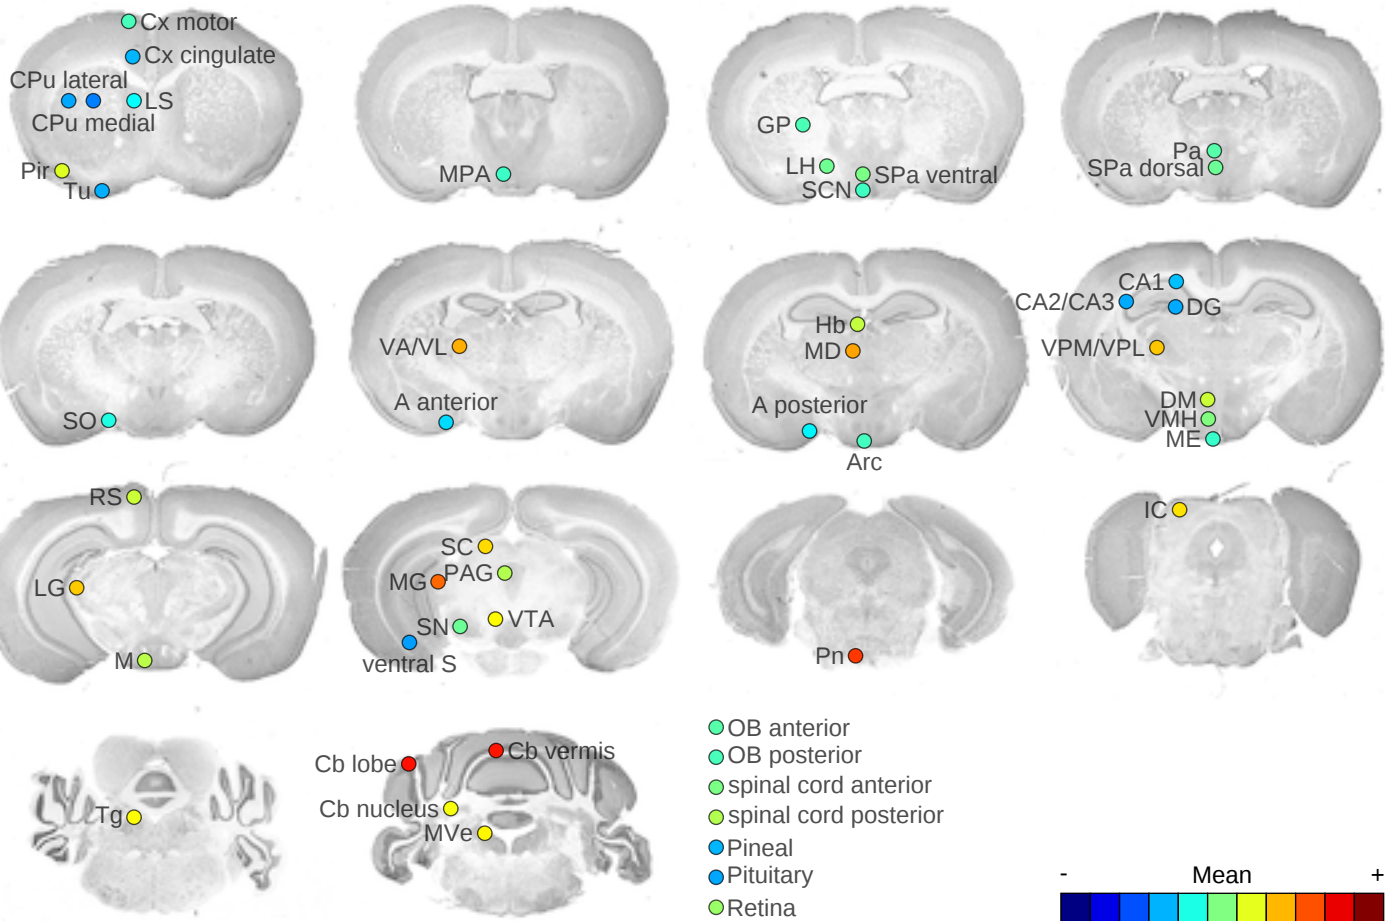 Cx motor
Cx cingulate
CPu lateral
LS
CPu medial
Pir
Tu
MPA
GP
LH
SPa ventral
SCN
Pa
SPa dorsal
SO
VA/VL
A anterior
Hb
MD
A posterior
Arc
CA1
CA2/CA3
DG
VPM/VPL
DM
VMH
ME
RS
LG
M
SC
MG
PAG
SN
VTA
ventral S
Pn
IC
Tg
Cb lobe
Cb vermis
Cb nucleus
MVe
OB anterior
OB posterior
spinal cord anterior
spinal cord posterior
Pineal
Pituitary
Retina
- Mean +